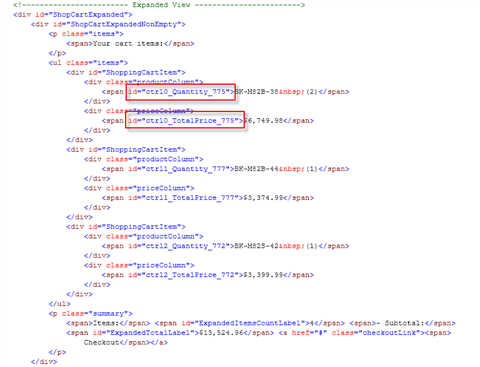 <!------------------------ Expanded View ------------------------>
<div id="ShopCartExpanded">
<div id="ShopCartExpandedNonEmpty">
<p class="items">
<span>Your cart items:</span>
</p>
<ul class="items">
<div id="ShoppingCartItem">
<div class="productColumn">
<span id="ctrl0_Quantity_775">BK-M82B-38&nbsp;(2)</span>
</div>
<div class="priceColumn">
<span id="ctrl0_TotalPrice_775">$6,749.98</span>
</div>
</div>
<div id="ShoppingCartItem">
<div class="productColumn">
<span id="ctrl1_Quantity_777">BK-M82B-44&nbsp;(1)</span>
</div>
<div class="priceColumn">
<span id="ctrl1_TotalPrice_777">$3,374.99</span>
</div>
</div>
<div id="ShoppingCartItem">
<div class="productColumn">
<span id="ctrl2_Quantity_772">BK-M82S-42&nbsp;(1)</span>
</div>
<div class="priceColumn">
<span id="ctrl2_TotalPrice_772">$3,399.99</span>
</div>
</div>
</ul>
<p class="summary">
<span>Items:</span> <span id="ExpandedItemsCountLabel">4</span> <span>- Subtotal:</span>
<span id="ExpandedTotalLabel">$13,524.96</span> <a href="#" class="checkoutLink"><span>
Checkout</span></a>
</p>
</div>